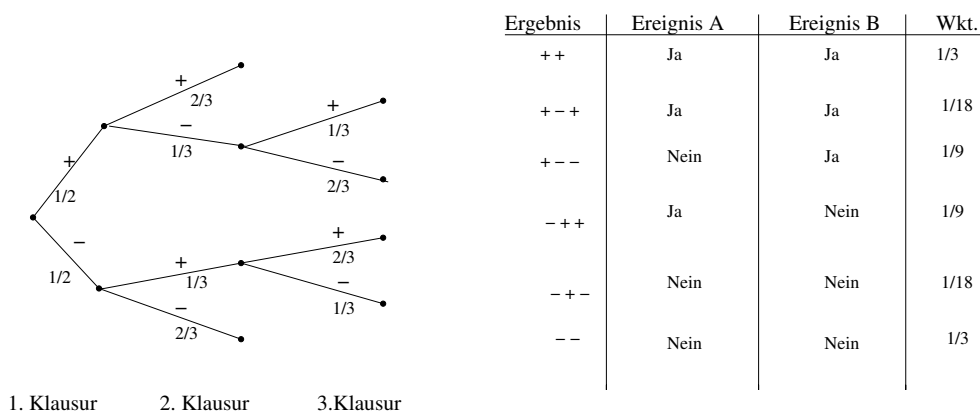 Ergebnis Ereignis A Ereignis B Wkt.
+ + Ja Ja 1/3
+ − + Ja Ja 1/18
+ − − Nein Ja 1/9
− + + Ja Nein 1/9
− + − Nein Nein 1/18
− − Nein Nein 1/3
+
2/3
+
−
1/3
1/3
+
−
1/2
2/3
−
+
1/2
+
2/3
1/3
−
−
1/3
2/3
1. Klausur 2. Klausur 3.Klausur